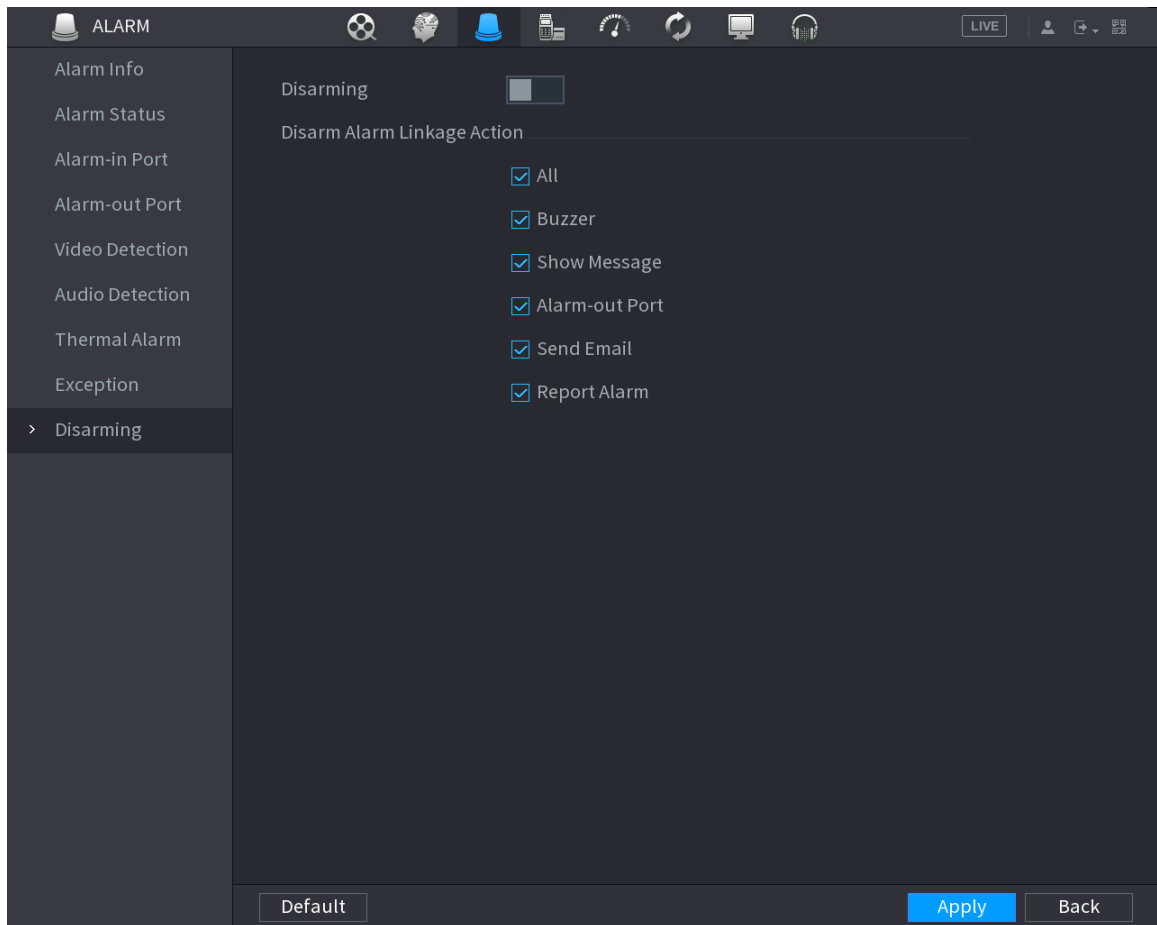 ALARM
LIVE
Alarm Info
Alarm Status
Alarm-in Port
Alarm-out Port
Video Detection
Audio Detection
Thermal Alarm
Exception
Disarming
Disarming
Disarm Alarm Linkage Action
All
Buzzer
Show Message
Alarm-out Port
Send Email
Report Alarm
Default
Apply
Back